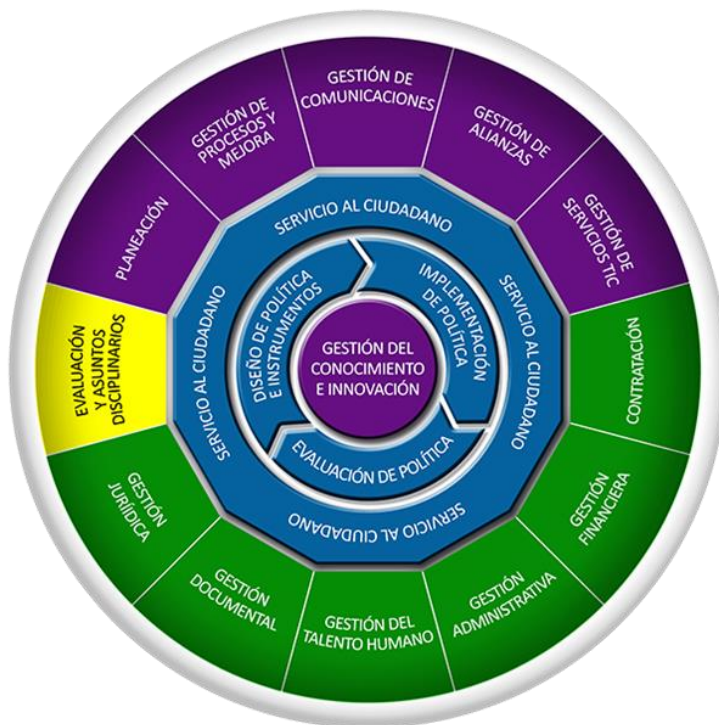 GESTIÓN DE
COMUNICACIONES
GESTIÓN DE
ALIANZAS
GESTIÓN DE
SERVICIOS TIC
CONTRATACIÓN
GESTIÓN
FINANCIERA
GESTIÓN
ADMINISTRATIVA
GESTIÓN DEL
TALENTO HUMANO
GESTIÓN
DOCUMENTAL
GESTIÓN
JURÍDICA
EVALUACIÓN
Y ASUNTOS
DISCIPLINARIOS
PLANEACIÓN
GESTIÓN DE
PROCESOS Y
MEJORA
SERVICIO AL CIUDADANO
SERVICIO AL CIUDADANO
SERVICIO AL CIUDADANO
SERVICIO AL CIUDADANO
DISEÑO DE POLÍTICA
E INSTRUMENTOS
IMPLEMENTACIÓN
DE POLÍTICA
EVALUACIÓN DE POLÍTICA
GESTIÓN DEL
CONOCIMIENTO
E INNOVACIÓN